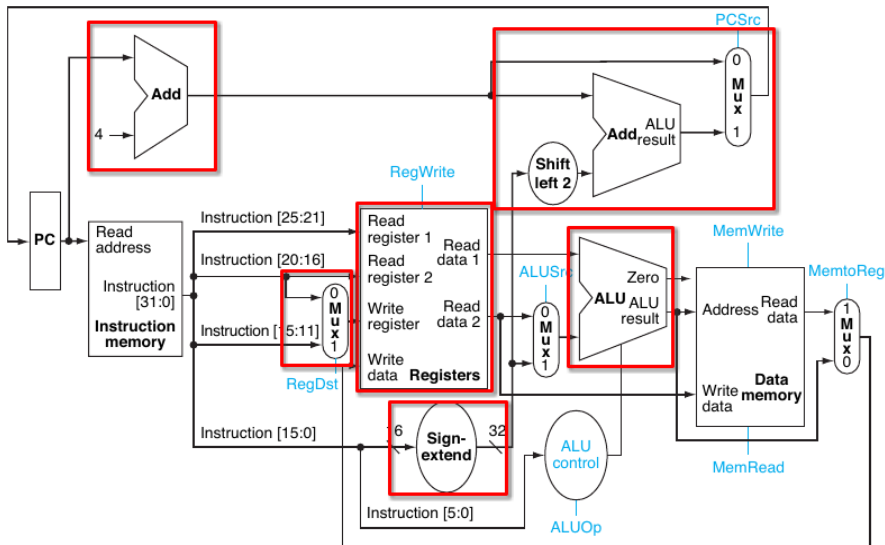 PCSrc
Add
4
0
M
u
x
1
Add
ALU
result
Shift
left 2
RegWrite
PC
Read
address
Instruction
[31:0]
Instruction
memory
Instruction [25:21]
Instruction [20:16]
Instruction [15:11]
Instruction [15:0]
0
M
u
x
1
RegDst
Read
register 1
Read
register 2
Write
register
Write
data
Read
data 1
Read
data 2
Registers
ALUSrc
0
M
u
x
1
Zero
ALU
ALU
result
MemWrite
Address
Read
data
Write
data
Data
memory
MemRead
MemtoReg
1
M
u
x
0
16
Sign-
extend
32
ALU
control
ALUOp
Instruction [5:0]